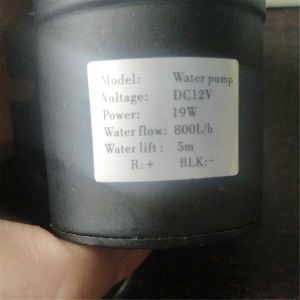 Model: Water pump
Voltage: DC12V
Power: 19W
Water flow: 800L/h
Water lift : 5m
R:+ BLK:-